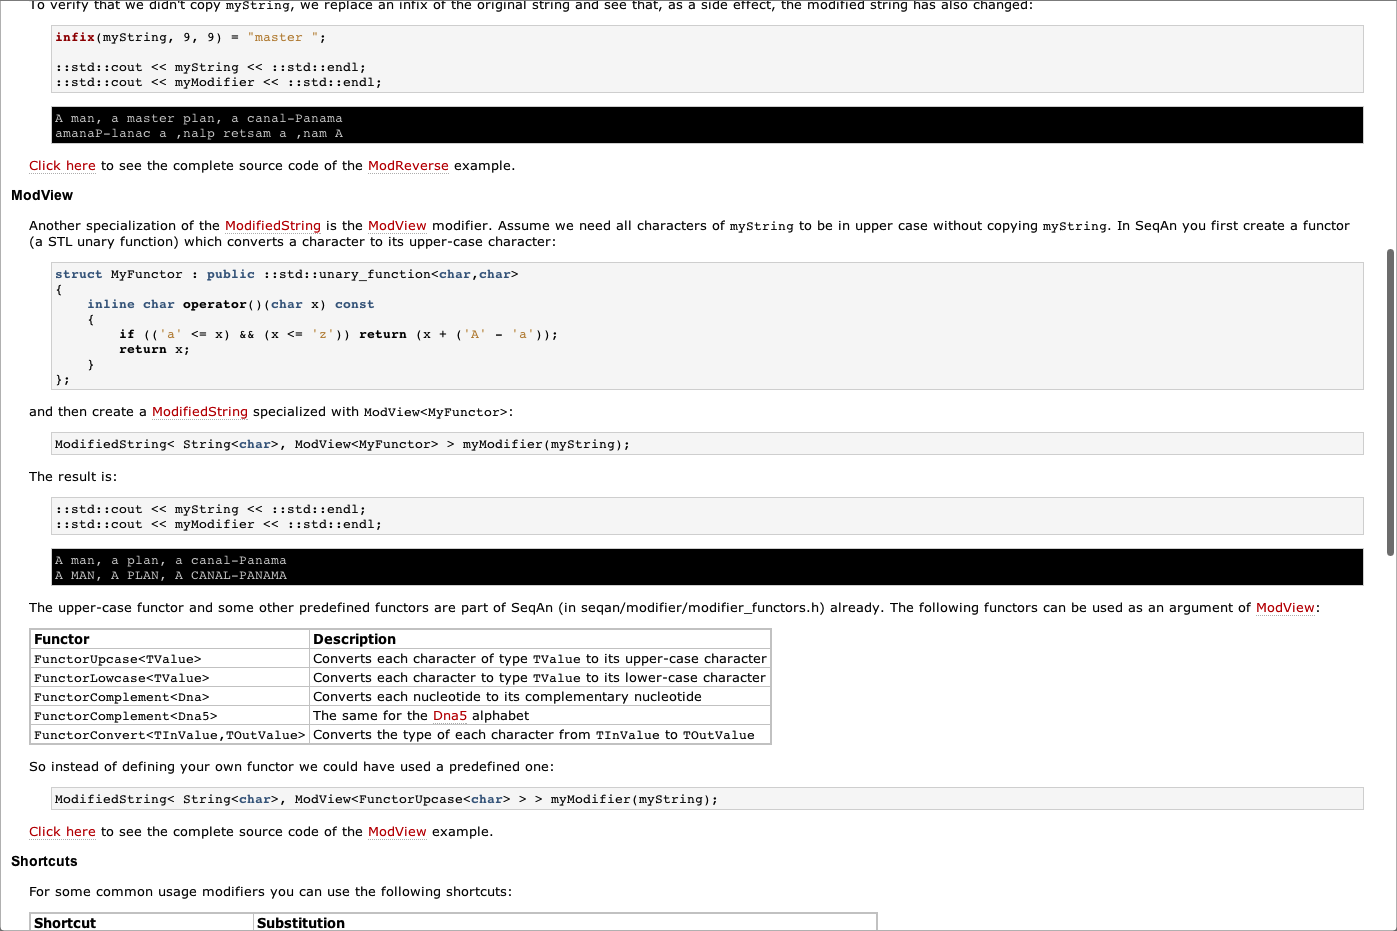 To verify that we didn't copy myString, we replace an infix of the original string and see that, as a side effect, the modified string has also changed:
infix(myString, 9, 9) = "master ";
::std::cout << myString << ::std::endl;
::std::cout << myModifier << ::std::endl;
A man, a master plan, a canal-Panama
amanaP-lanac a ,nalp retsam a ,nam A
Click here to see the complete source code of the ModReverse example.
ModView
Another specialization of the ModifiedString is the ModView modifier. Assume we need all characters of myString to be in upper case without copying myString. In SeqAn you first create a functor
(a STL unary function) which converts a character to its upper-case character:
struct MyFunctor : public ::std::unary_function<char,char>
{
    inline char operator()(char x) const
    {
        if (('a' <= x) && (x <= 'z')) return (x + ('A' - 'a'));
        return x;
    }
};
and then create a ModifiedString specialized with ModView<MyFunctor>:
ModifiedString< String<char>, ModView<MyFunctor> > myModifier(myString);
The result is:
::std::cout << myString << ::std::endl;
::std::cout << myModifier << ::std::endl;
A man, a plan, a canal-Panama
A MAN, A PLAN, A CANAL-PANAMA
The upper-case functor and some other predefined functors are part of SeqAn (in seqan/modifier/modifier_functors.h) already. The following functors can be used as an argument of ModView:
Functor Description
FunctorUpcase<TValue> Converts each character of type TValue to its upper-case character
FunctorLowcase<TValue> Converts each character to type TValue to its lower-case character
FunctorComplement<Dna> Converts each nucleotide to its complementary nucleotide
FunctorComplement<Dna5> The same for the Dna5 alphabet
FunctorConvert<TInValue,TOutValue> Converts the type of each character from TInValue to TOutValue
So instead of defining your own functor we could have used a predefined one:
ModifiedString< String<char>, ModView<FunctorUpcase<char> > > myModifier(myString);
Click here to see the complete source code of the ModView example.
Shortcuts
For some common usage modifiers you can use the following shortcuts:
Shortcut Substitution